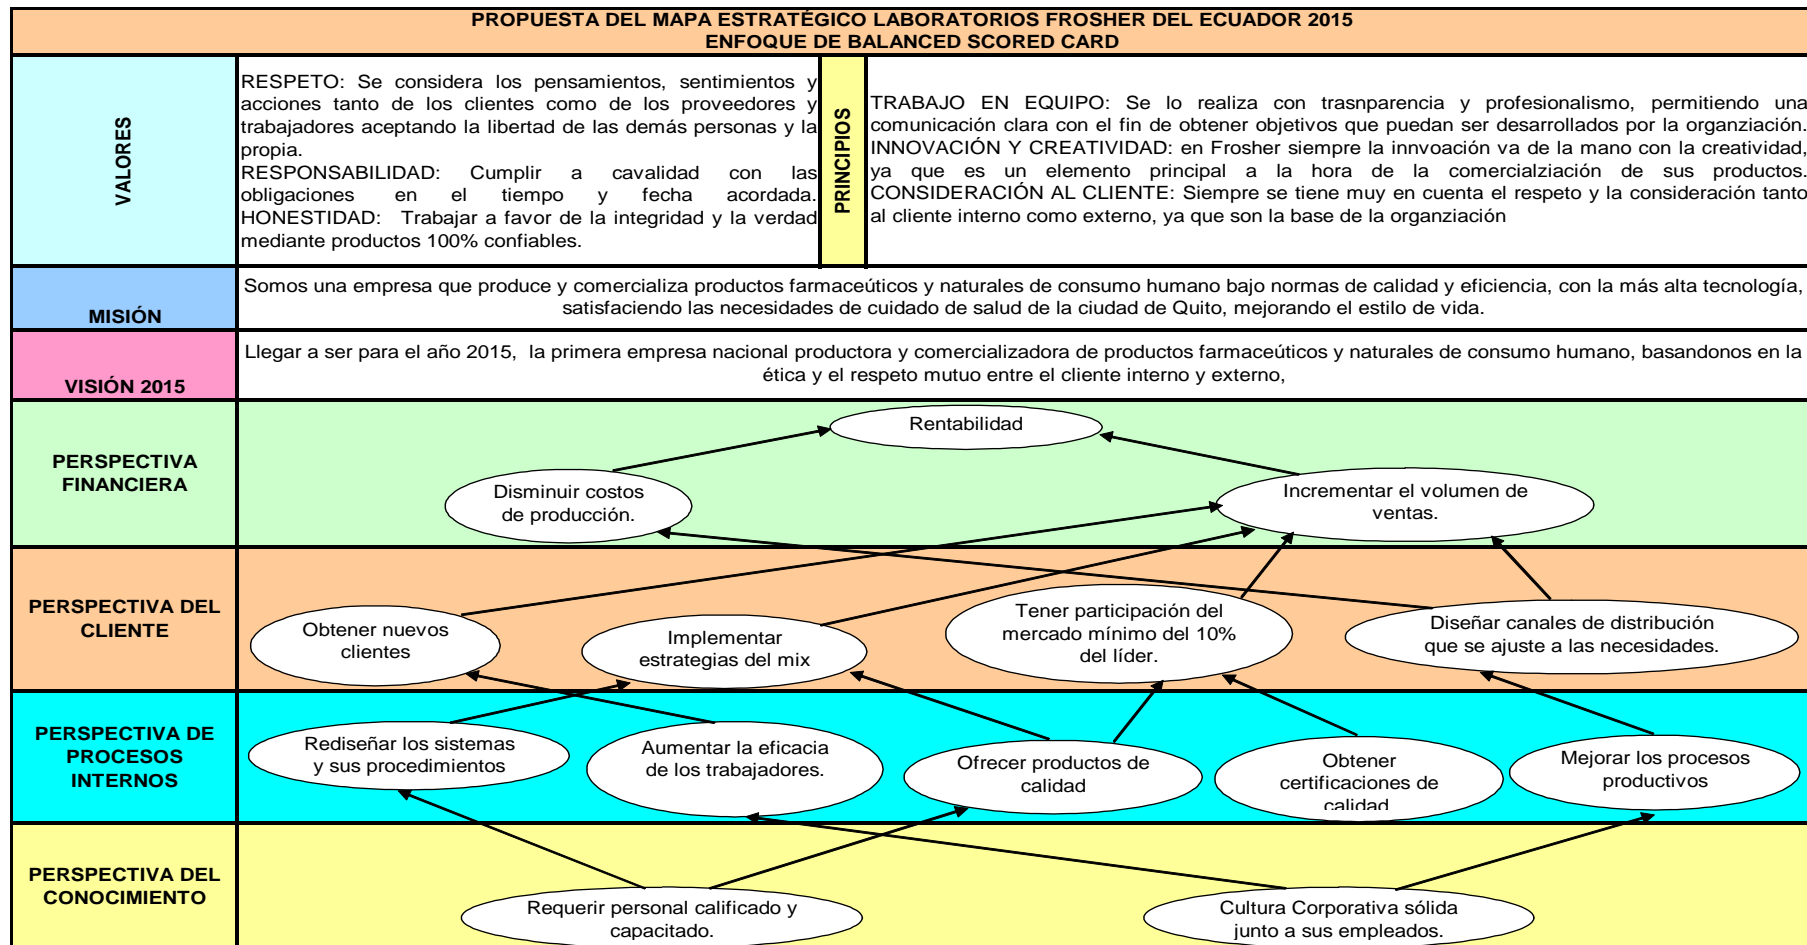 PROPUESTA DEL MAPA ESTRATÉGICO LABORATORIOS FROSHER DEL ECUADOR 2015
ENFOQUE DE BALANCED SCORED CARD
VALORES
RESPETO: Se considera los pensamientos, sentimientos y
acciones tanto de los clientes como de los proveedores y
trabajadores aceptando la libertad de las demás personas y la
propia.
RESPONSABILIDAD: Cumplir a cavalidad con las
obligaciones en el tiempo y fecha acordada.
HONESTIDAD: Trabajar a favor de la integridad y la verdad
mediante productos 100% confiables.
PRINCIPIOS
TRABAJO EN EQUIPO: Se lo realiza con trasnparencia y profesionalismo, permitiendo una
comunicación clara con el fin de obtener objetivos que puedan ser desarrollados por la organziación.
INNOVACIÓN Y CREATIVIDAD: en Frosher siempre la innvoación va de la mano con la creatividad,
ya que es un elemento principal a la hora de la comercialziación de sus productos.
CONSIDERACIÓN AL CLIENTE: Siempre se tiene muy en cuenta el respeto y la consideración tanto
al cliente interno como externo, ya que son la base de la organziación
MISIÓN
Somos una empresa que produce y comercializa productos farmaceúticos y naturales de consumo humano bajo normas de calidad y eficiencia, con la más alta tecnología,
satisfaciendo las necesidades de cuidado de salud de la ciudad de Quito, mejorando el estilo de vida.
VISIÓN 2015
Llegar a ser para el año 2015, la primera empresa nacional productora y comercializadora de productos farmaceúticos y naturales de consumo humano, basandonos en la
ética y el respeto mutuo entre el cliente interno y externo,
PERSPECTIVA
FINANCIERA
Rentabilidad
Disminuir costos
de producción.
Incrementar el volumen de
ventas.
PERSPECTIVA DEL
CLIENTE
Obtener nuevos
clientes
Implementar
estrategias del mix
Tener participación del
mercado mínimo del 10%
del líder.
Diseñar canales de distribución
que se ajuste a las necesidades.
PERSPECTIVA DE
PROCESOS
INTERNOS
Rediseñar los sistemas
y sus procedimientos
Aumentar la eficacia
de los trabajadores.
Ofrecer productos de
calidad
Obtener
certificaciones de
calidad
Mejorar los procesos
productivos
PERSPECTIVA DEL
CONOCIMIENTO
Requerir personal calificado y
capacitado.
Cultura Corporativa sólida
junto a sus empleados.